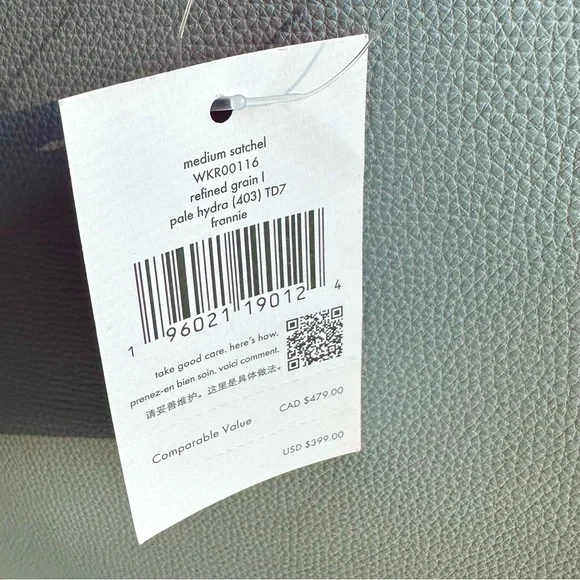 medium satchel
WKR00116
refined grain l
pale hydra (403) TD7
frannie
1 96021 19012 4
take good care. here's how.
prenez-en bien soin. voici comment.
请妥善维护。这里是具体做法。
Comparable Value
CAD $479.00
USD $399.00